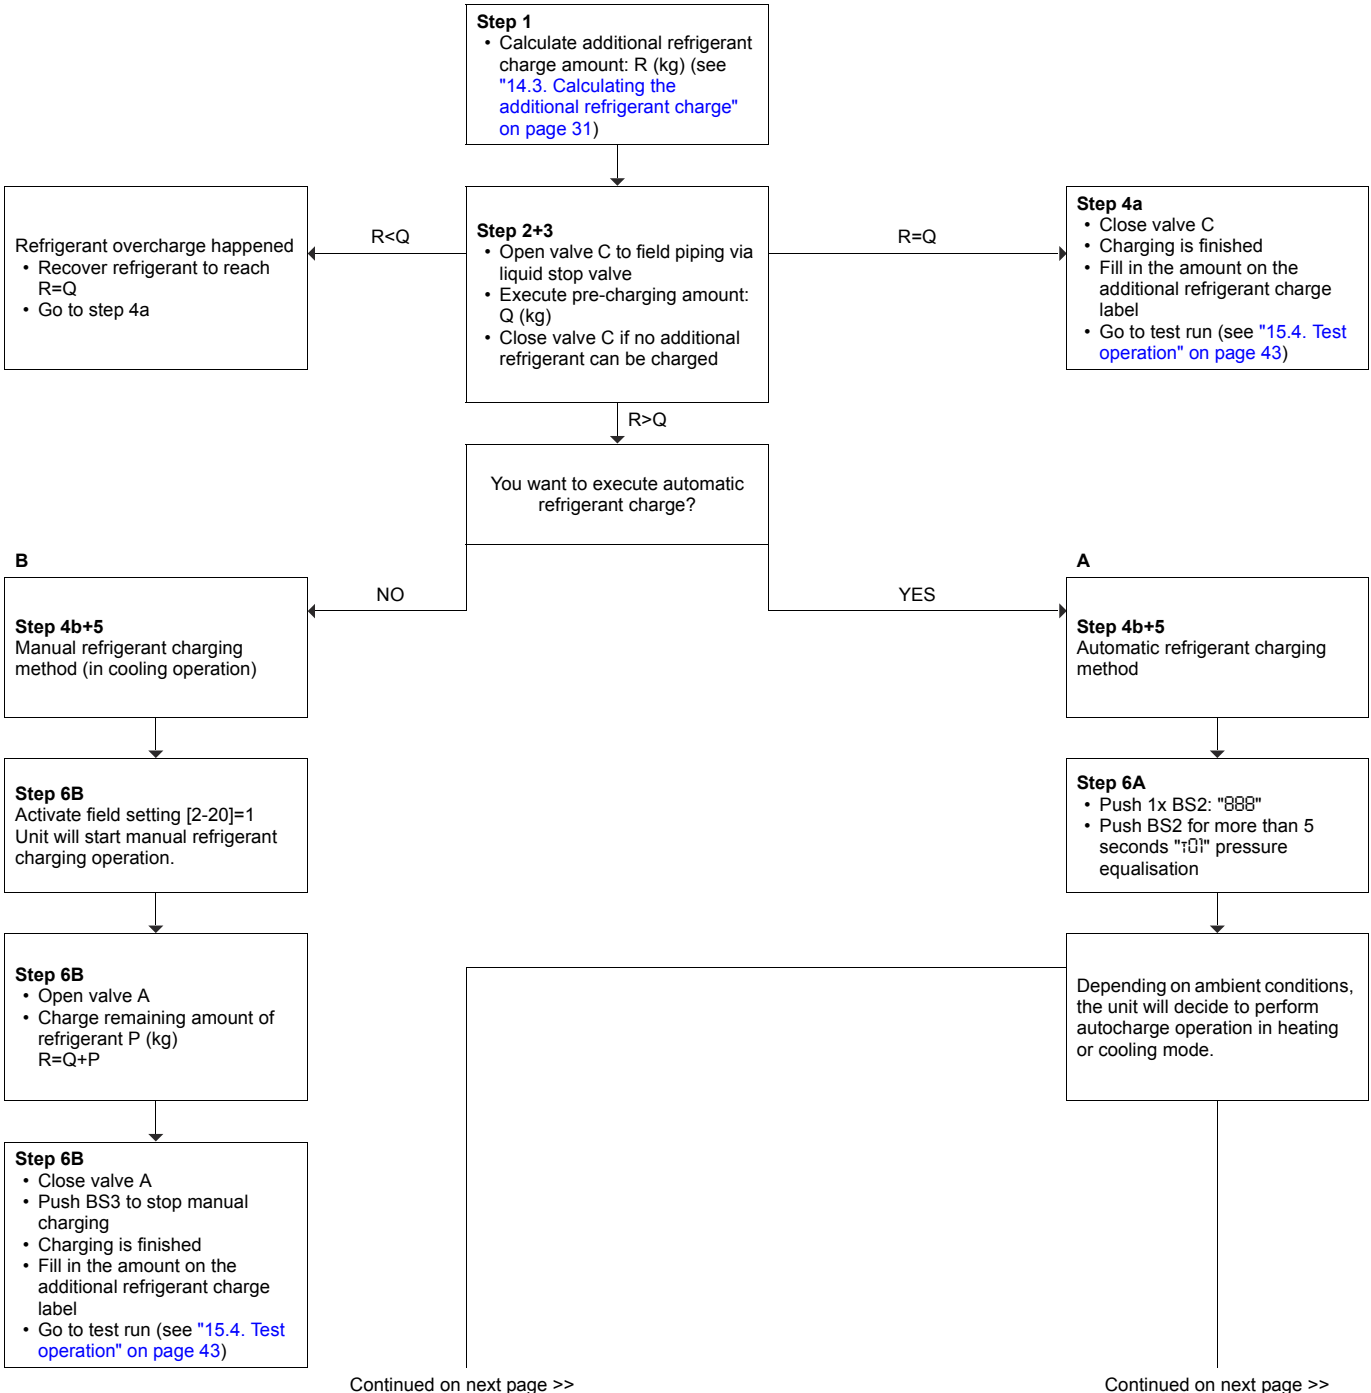 Step 1
• Calculate additional refrigerant
charge amount: R (kg) (see
"14.3. Calculating the
additional refrigerant charge"
on page 31)
Refrigerant overcharge happened
• Recover refrigerant to reach
R=Q
• Go to step 4a
R<Q
Step 2+3
• Open valve C to field piping via
liquid stop valve
• Execute pre-charging amount:
Q (kg)
• Close valve C if no additional
refrigerant can be charged
R=Q
Step 4a
• Close valve C
• Charging is finished
• Fill in the amount on the
additional refrigerant charge
label
• Go to test run (see "15.4. Test
operation" on page 43)
R>Q
You want to execute automatic
refrigerant charge?
B
NO
YES
A
Step 4b+5
Manual refrigerant charging
method (in cooling operation)
Step 4b+5
Automatic refrigerant charging
method
Step 6B
Activate field setting [2-20]=1
Unit will start manual refrigerant
charging operation.
Step 6A
• Push 1x BS2: "888"
• Push BS2 for more than 5
seconds "t01" pressure
equalisation
Step 6B
• Open valve A
• Charge remaining amount of
refrigerant P (kg)
R=Q+P
Depending on ambient conditions,
the unit will decide to perform
autocharge operation in heating
or cooling mode.
Step 6B
• Close valve A
• Push BS3 to stop manual
charging
• Charging is finished
• Fill in the amount on the
additional refrigerant charge
label
• Go to test run (see "15.4. Test
operation" on page 43)
Continued on next page >>
Continued on next page >>